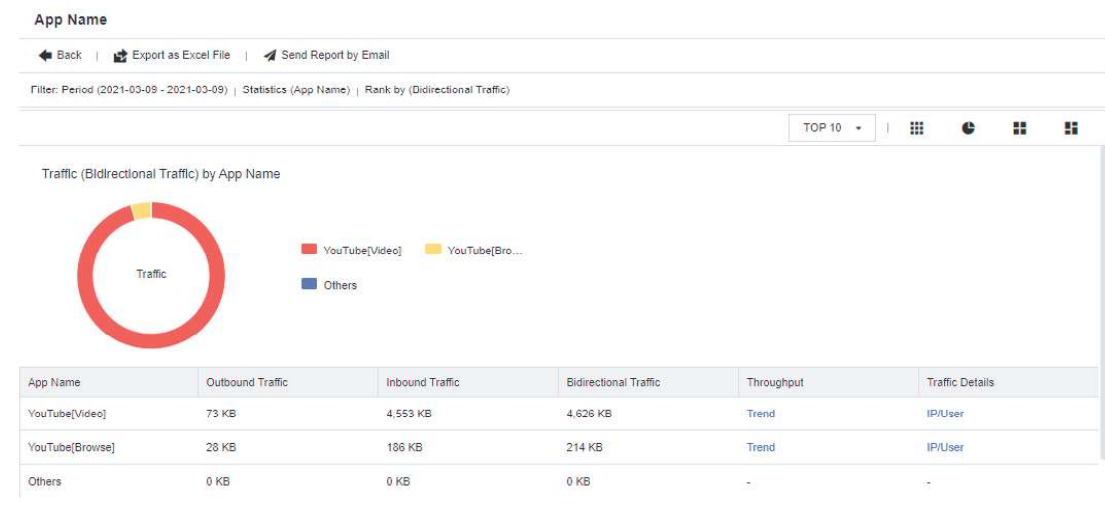 App Name
Back | Export as Excel File | Send Report by Email
Filter: Period (2021-03-09 - 2021-03-09) | Statistics (App Name) | Rank by (Bidirectional Traffic)
TOP 10
Traffic (Bidirectional Traffic) by App Name
Traffic
YouTube[Video] YouTube[Bro...
Others
App Name Outbound Traffic Inbound Traffic Bidirectional Traffic Throughput Traffic Details
YouTube[Video] 73 KB 4,553 KB 4,626 KB Trend IP/User
YouTube[Browse] 28 KB 186 KB 214 KB Trend IP/User
Others 0 KB 0 KB 0 KB - -